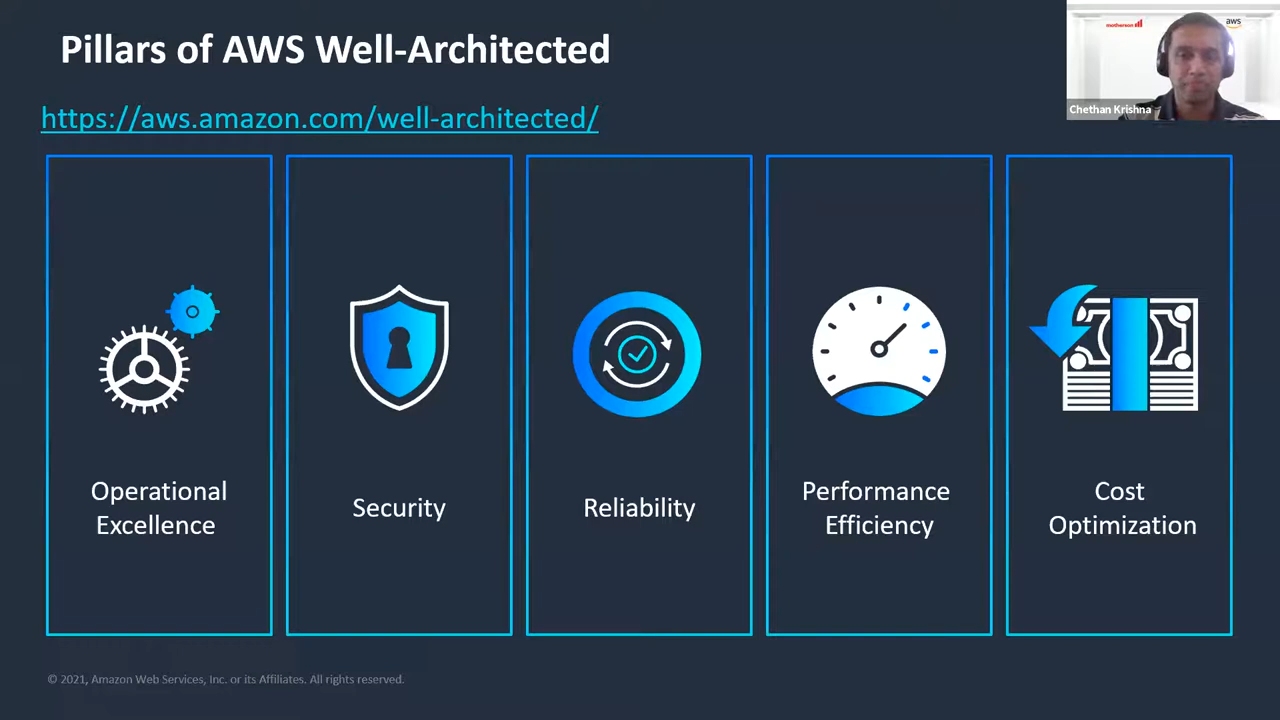 Pillars of AWS Well-Architected
https://aws.amazon.com/well-architected/
motherson
aws
Chethan Krishna
Operational
Excellence
Security
Reliability
Performance
Efficiency
Cost
Optimization
© 2021, Amazon Web Services, Inc. or its Affiliates. All rights reserved.